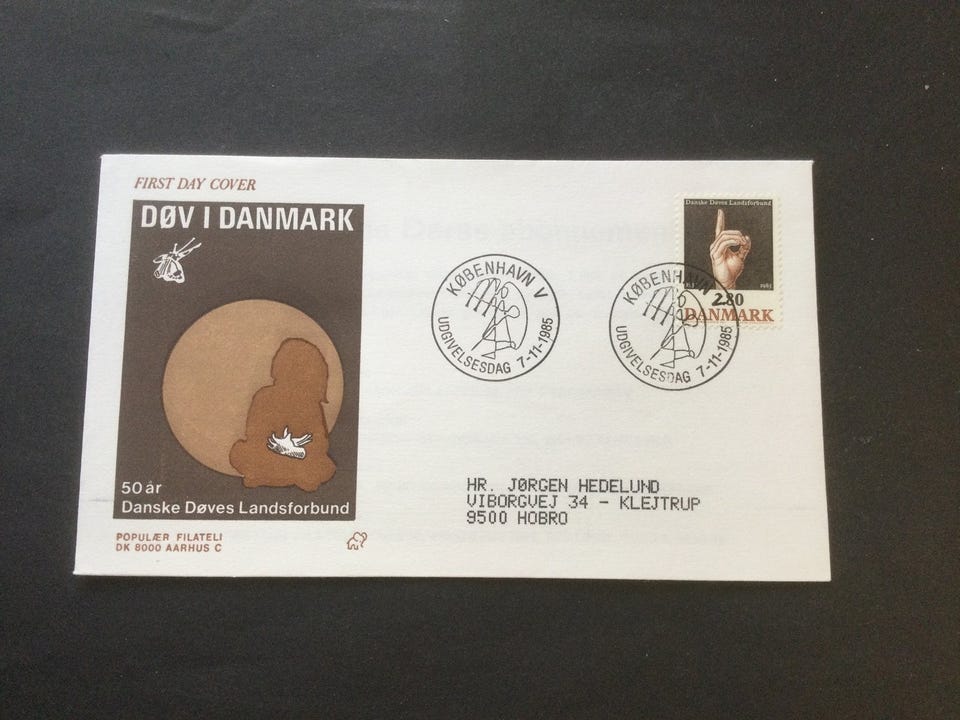 FIRST DAY COVER
DØV I DANMARK
50 år
Danske Døves Landsforbund
POPULÆR FILATELI
DK 8000 AARHUS C
KØBENHAVN V
UDGIVELSESDAG 7-11-1985
KØBENHAVN V
UDGIVELSESDAG 7-11-1985
Danske Døves Landsforbund
1985
2.80
DANMARK
HR. JØRGEN HEDELUND
VIBORGVEJ 34 - KLEJTRUP
9500 HOBRO